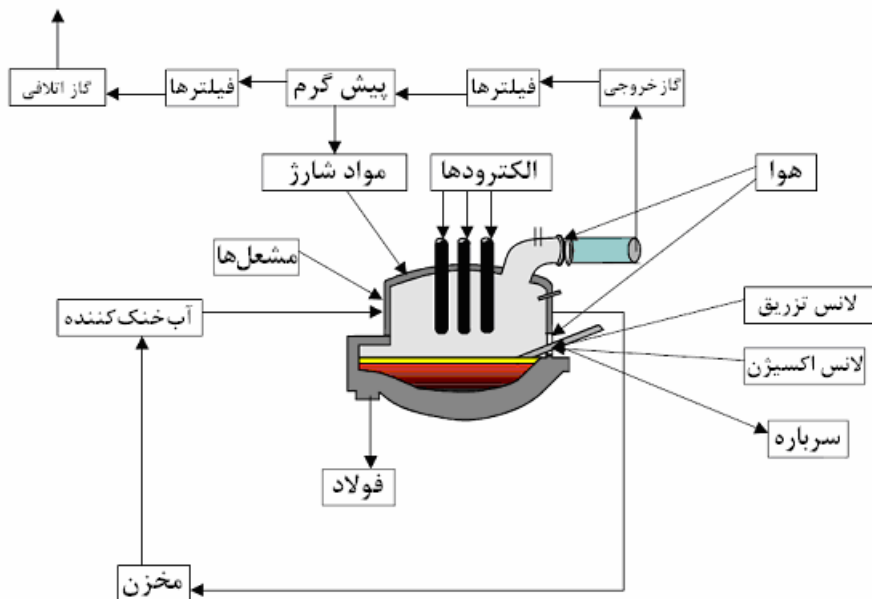 گاز خروجی
فیلترها
پیش گرم
فیلترها
گاز اتلافی
هوا
الکترودها
مواد شارژ
مشعل‌ها
آب خنک‌کننده
لانس تزریق
لانس اکسیژن
سرباره
فولاد
مخزن